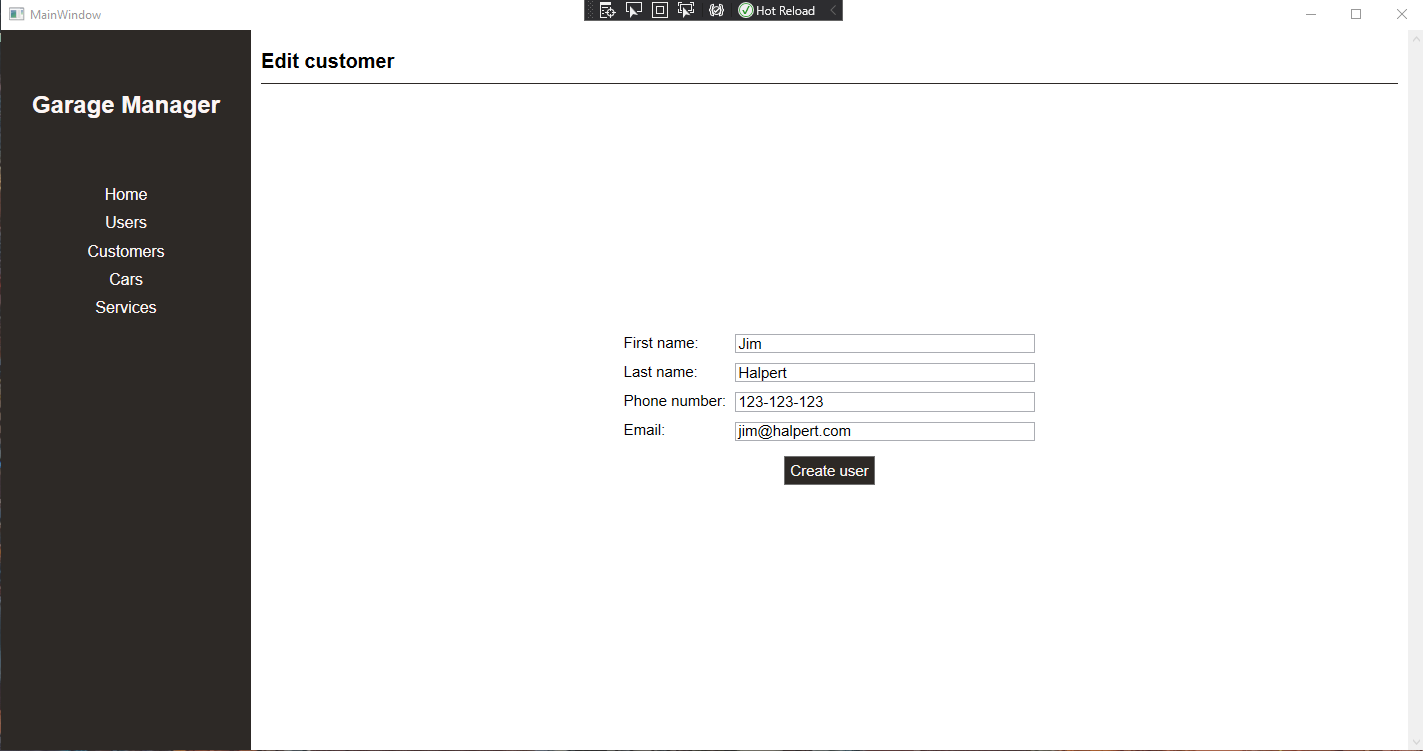 MainWindow
Hot Reload
Garage Manager
Home
Users
Customers
Cars
Services
Edit customer
First name: Jim
Last name: Halpert
Phone number: 123-123-123
Email: jim@halpert.com
Create user